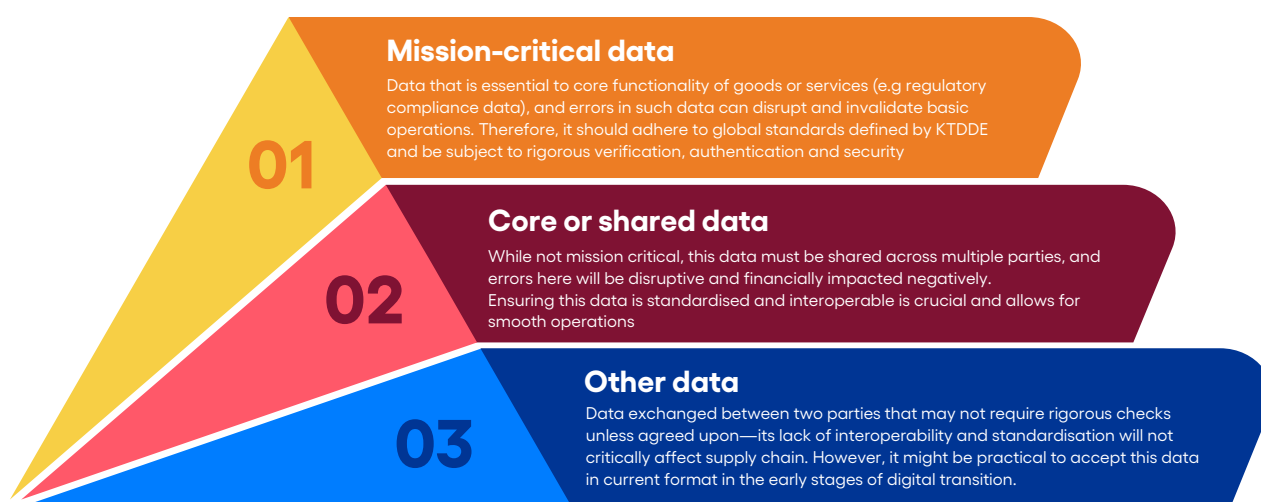 01
Mission-critical data
Data that is essential to core functionality of goods or services (e.g regulatory
compliance data), and errors in such data can disrupt and invalidate basic
operations. Therefore, it should adhere to global standards defined by KTDDE
and be subject to rigorous verification, authentication and security
02
Core or shared data
While not mission critical, this data must be shared across multiple parties, and
errors here will be disruptive and financially impacted negatively.
Ensuring this data is standardised and interoperable is crucial and allows for
smooth operations
03
Other data
Data exchanged between two parties that may not require rigorous checks
unless agreed upon—its lack of interoperability and standardisation will not
critically affect supply chain. However, it might be practical to accept this data
in current format in the early stages of digital transition.